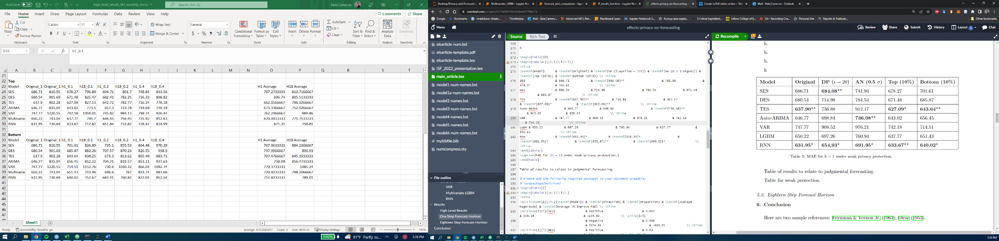 AutoSave Off high_level_results_M3_monthly_micro Search (Alt+Q) Bale,Cameron
File Home Insert Draw Page Layout Formulas Data Review View Help Comments Share
Paste Cut Copy Format Painter Calibri 11 Wrap Text Merge & Center General Conditional Formatting Format as Table Cell Styles Insert Delete Format AutoSum Fill Clear Sort & Filter Find & Select Analyze Data Sensitivity
Clipboard Font Alignment Number Styles Cells Editing Analysis Sensitivity
D33 h1_0.1
A B C D E F G H I J K L M N O P Q R S T
21
22 Top
23 Model Original_1 Original_1 h1_0.1 h18_0.1 h1_0.2 h18_0.2 h1_0.4 h18_0.4 H1 Average H18 Average
24 SES 686.71 810.95 678.27 796.89 694.71 801.7 748.84 833.56 707.2733333 810.7166667
25 DES 680.54 901.69 671.48 825.47 682.41 782.25 736.33 808.82 696.74 805.5133333
26 TES 637.9 902.28 627.09 827.13 642.72 782.77 716.24 778.18 662.0166667 796.0266667
27 ARIMA 646.77 835.04 643.02 773.1 657.3 733.79 719.69 749.19 673.3366667 752.0266667
28 VAR 747.77 1220.55 742.18 1059.01 745.82 984.13 798.74 926.44 762.2466667 989.86
29 Multivaria 650.22 743.04 637.77 745.7 646.44 756.93 725.92 812.63 670.0433333 771.7533333
30 RNN 631.95 730.69 633.67 712.62 651.84 732.82 728.42 824.99 671.31 756.81
31
32 Bottom
33 Model Original_1 Original_1 h1_0.1 h18_0.1 h1_0.2 h18_0.2 h1_0.4 h18_0.4 H1 Average H18 Average
34 SES 686.71 810.95 701.61 826.89 735.1 855.53 864.48 970.29 767.0633333 884.2366667
35 DES 680.54 901.69 685.87 882.26 707.57 870.23 820.55 938.3 737.9966667 896.93
36 TES 637.9 902.28 643.64 838.25 673.3 813.62 805.49 883.71 707.4766667 845.1933333
37 ARIMA 646.77 835.04 656.45 812.22 704.71 819.57 853.11 937.63 738.09 856.4733333
38 VAR 747.77 1220.55 714.51 1152.76 730.6 1010.22 866.01 1092.74 770.3733333 1085.24
39 Multivaria 650.22 743.04 651.43 743.96 696.6 767 814.74 883.66 720.9233333 798.2066667
40 RNN 631.95 730.69 640.02 752.67 682.41 760.82 822.04 853.54 714.8233333 789.01
41
42
43
44
45
46
47
Sheet1
Ready Accessibility: Good to go Average: 670.5042857 Count: 8 Sum: 4693.53 Display Settings 100%
100% 81°F Partly su... 3:28 PM
Desktop/Privacy-and-Forecasting Multivariate_LGBM - Jupyter Not forecast_plot_comparison - Jupy JF_results_function - Jupyter Not effects-privacy-on-forecasting - Create LaTeX tables online – Tabl Mail - Bale,Cameron - Outlook
overleaf.com/project/627b00428b4ddbeb97f9b676
Google Bookmarks rmarkdown-cheats... Throttlestop Mail - Bale,Camero... Advanced MD | Pati... Blackboard Learn Jupyter Notebook S... Numpy axes explai... 5 Critical Ingredient... LeBow College of B... Git - Recording Cha... Personal Site Reports & Publicati... Other bookmarks
Menu effects-privacy-on-forecasting Review Share Submit History Layout Chat
Source Rich Text Ω Recompile
elsarticle-num.bst
elsarticle-template.pdf
elsarticle-template.tex
ISF_2022_presentation.tex
main_article.tex
model1-num-names.bst
model1a-num-names.bst
model2-names.bst
model3-num-names.bst
model4-names.bst
model5-names.bst
model6-num-names.bst
mybibfile.bib
numcompress.sty
File outline
VAR
Multivariate LGBM
RNN
Results
High Level Results
One Step Forecast Horizon
Eighteen Step Forecast Horizon
Conclusion
169
170 h
171
172 \begin{table}[h]
173 \begin{tabular}{|l|l|l|l|l|l|}
174 \hline
175 \textbf{Model} & \textbf{Original} & \textbf{DP ($\epsilon = 20$)} & \textbf{AN (0.5 $\sigma$)} &
\textbf{Top (10\%)} & \textbf{Bottom (10\%)} \\ \hline
176 SES & 686.71 & \textbf{684.08}** & 741.94 &
678.27 & 701.61 \\ \hline
177 DES & 680.54 & 714.98 & 784.54 & 671.48
& 685.87 \\ \hline
178 TES & \textbf{637.90}** & 736.88 & 912.17
& \textbf{627.09}* & \textbf{643.64}** \\ \hline
179 Auto-ARIMA & 646.77 & 698.84 & \textbf{736.08}**
& 643.02 & 656.45 \\ \hline
180 VAR & 747.77 & 908.52 & 976.21 & 742.18
& 714.51 \\ \hline
181 LGBM & 650.22 & 697.26 & 760.94 & 637.77 &
651.43 \\ \hline
182 RNN & \textbf{631.95}* & \textbf{654.93}* &
\textbf{691.95}* & \textbf{633.67}** & \textbf{640.02}* \\
\hline
183 \end{tabular}
184 \caption{MAE for $h = 1$ under weak privacy protection.}
185 \end{table}
186
187 Table of results to relate to judgmental forecasting.
188
189 % Please add the following required packages to your document preamble:
190 % \usepackage{multirow}
191 \begin{table}[]
192 \begin{tabular}{|c|l|l|l|l|}
193 \hline
194 \multicolumn{1}{|l|}{\textbf{Model}} & \textbf{Direction} & \textbf{Proportion} & \textbf{Average
Magnitude} & \textbf{Average \% Improve MAE} \\ \hline
195 \multirow{2}{*}{SES} & Positive & 0.002
& 248.38 & -105.82 \\ \cline{2-5}
196 & Negative & 0.998
& 3354.81 & -663.01 \\ \hline
197 \multirow{2}{*}{DES} & Positive & 0.03
h.
h.
h.
h
Model Original DP (ϵ = 20) AN (0.5 σ) Top (10%) Bottom (10%)
SES 686.71 684.08** 741.94 678.27 701.61
DES 680.54 714.98 784.54 671.48 685.87
TES 637.90** 736.88 912.17 627.09* 643.64**
Auto-ARIMA 646.77 698.84 736.08** 643.02 656.45
VAR 747.77 908.52 976.21 742.18 714.51
LGBM 650.22 697.26 760.94 637.77 651.43
RNN 631.95* 654.93* 691.95* 633.67** 640.02*
Table 3: MAE for h = 1 under weak privacy protection.
Table of results to relate to judgmental forecasting.
Table for weak protection.
5.3. Eighteen Step Forecast Horizon
6. Conclusion
Here are two sample references: Feynman & Vernon Jr. (1963); Dirac (1953).
3:28 PM